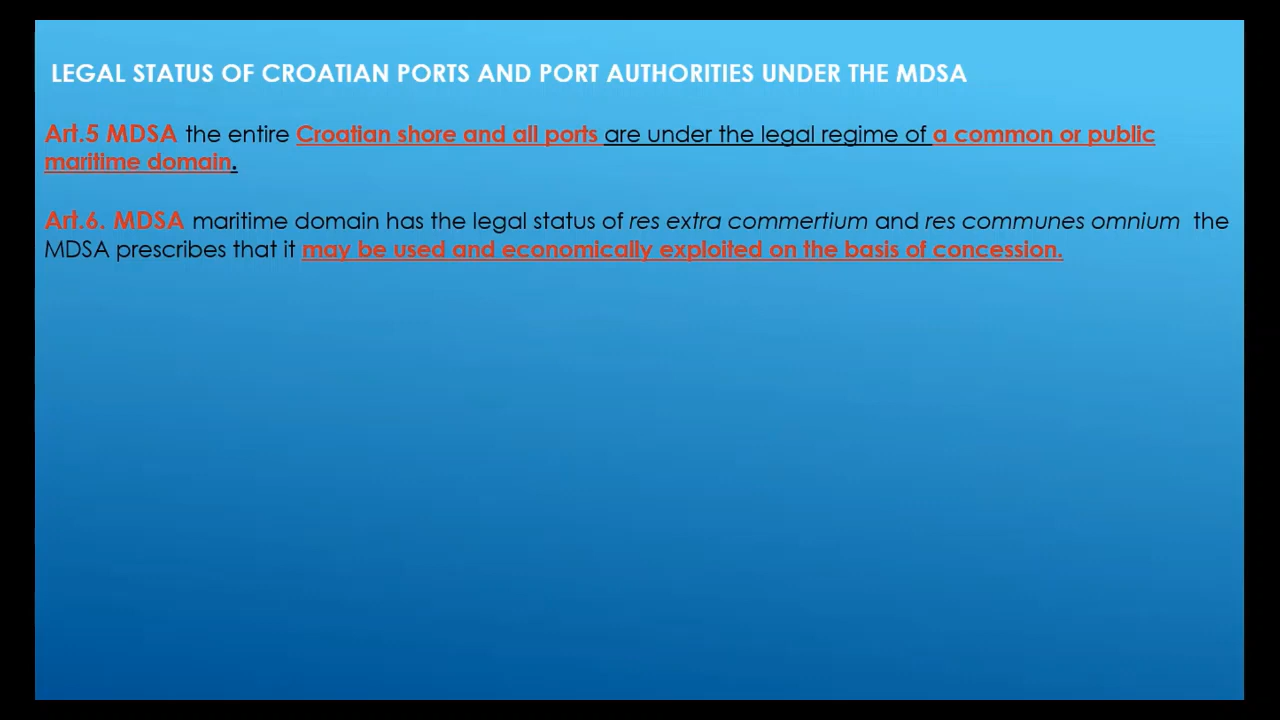 LEGAL STATUS OF CROATIAN PORTS AND PORT AUTHORITIES UNDER THE MDSA
Art.5 MDSA the entire Croatian shore and all ports are under the legal regime of a common or public
maritime domain.
Art.6. MDSA maritime domain has the legal status of res extra commertium and res communes omnium the
MDSA prescribes that it may be used and economically exploited on the basis of concession.